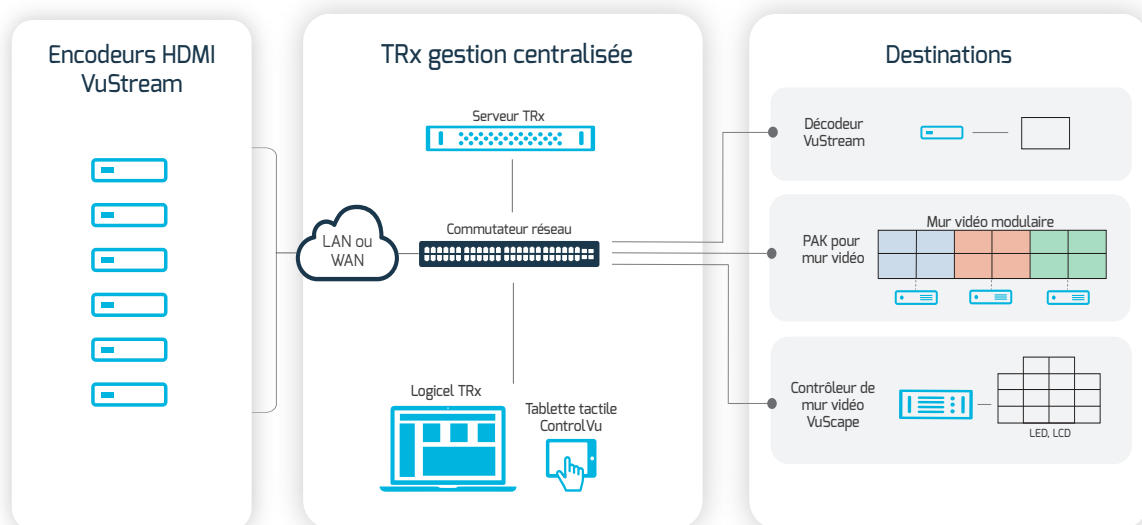 Encodeurs HDMI
VuStream
TRx gestion centralisée
Serveur TRx
LAN ou
WAN
Commutateur réseau
Logiciel TRx
Tablette tactile
ControlVu
Destinations
Décodeur
VuStream
PAK pour
mur vidéo
Mur vidéo modulaire
Contrôleur de
mur vidéo
VuScape
LED, LCD